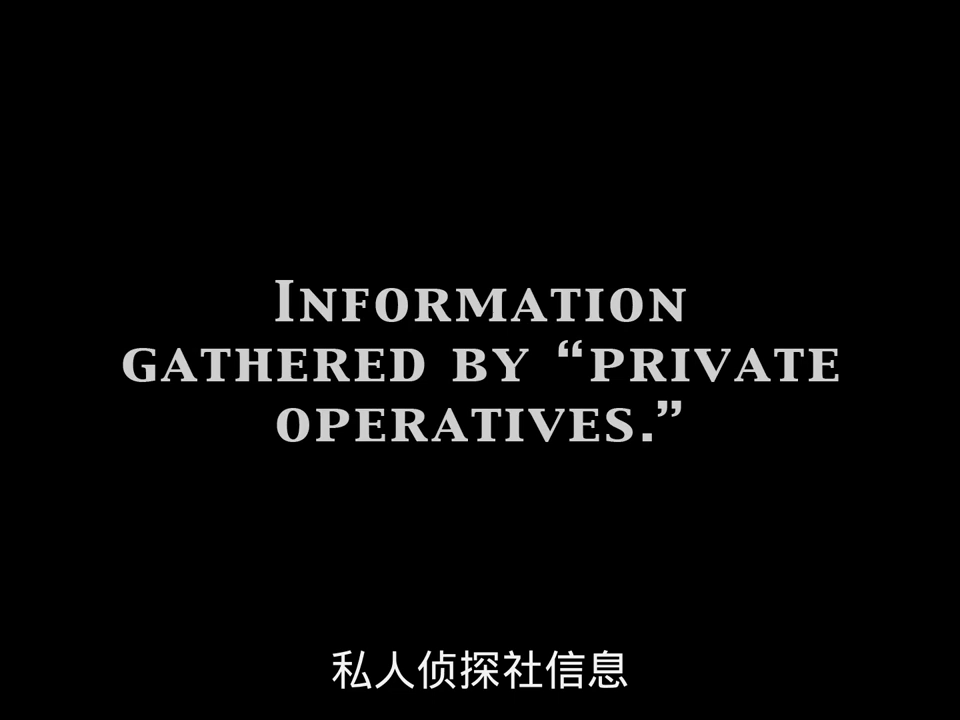 Information
gathered by “private
operatives.”
私人侦探社信息